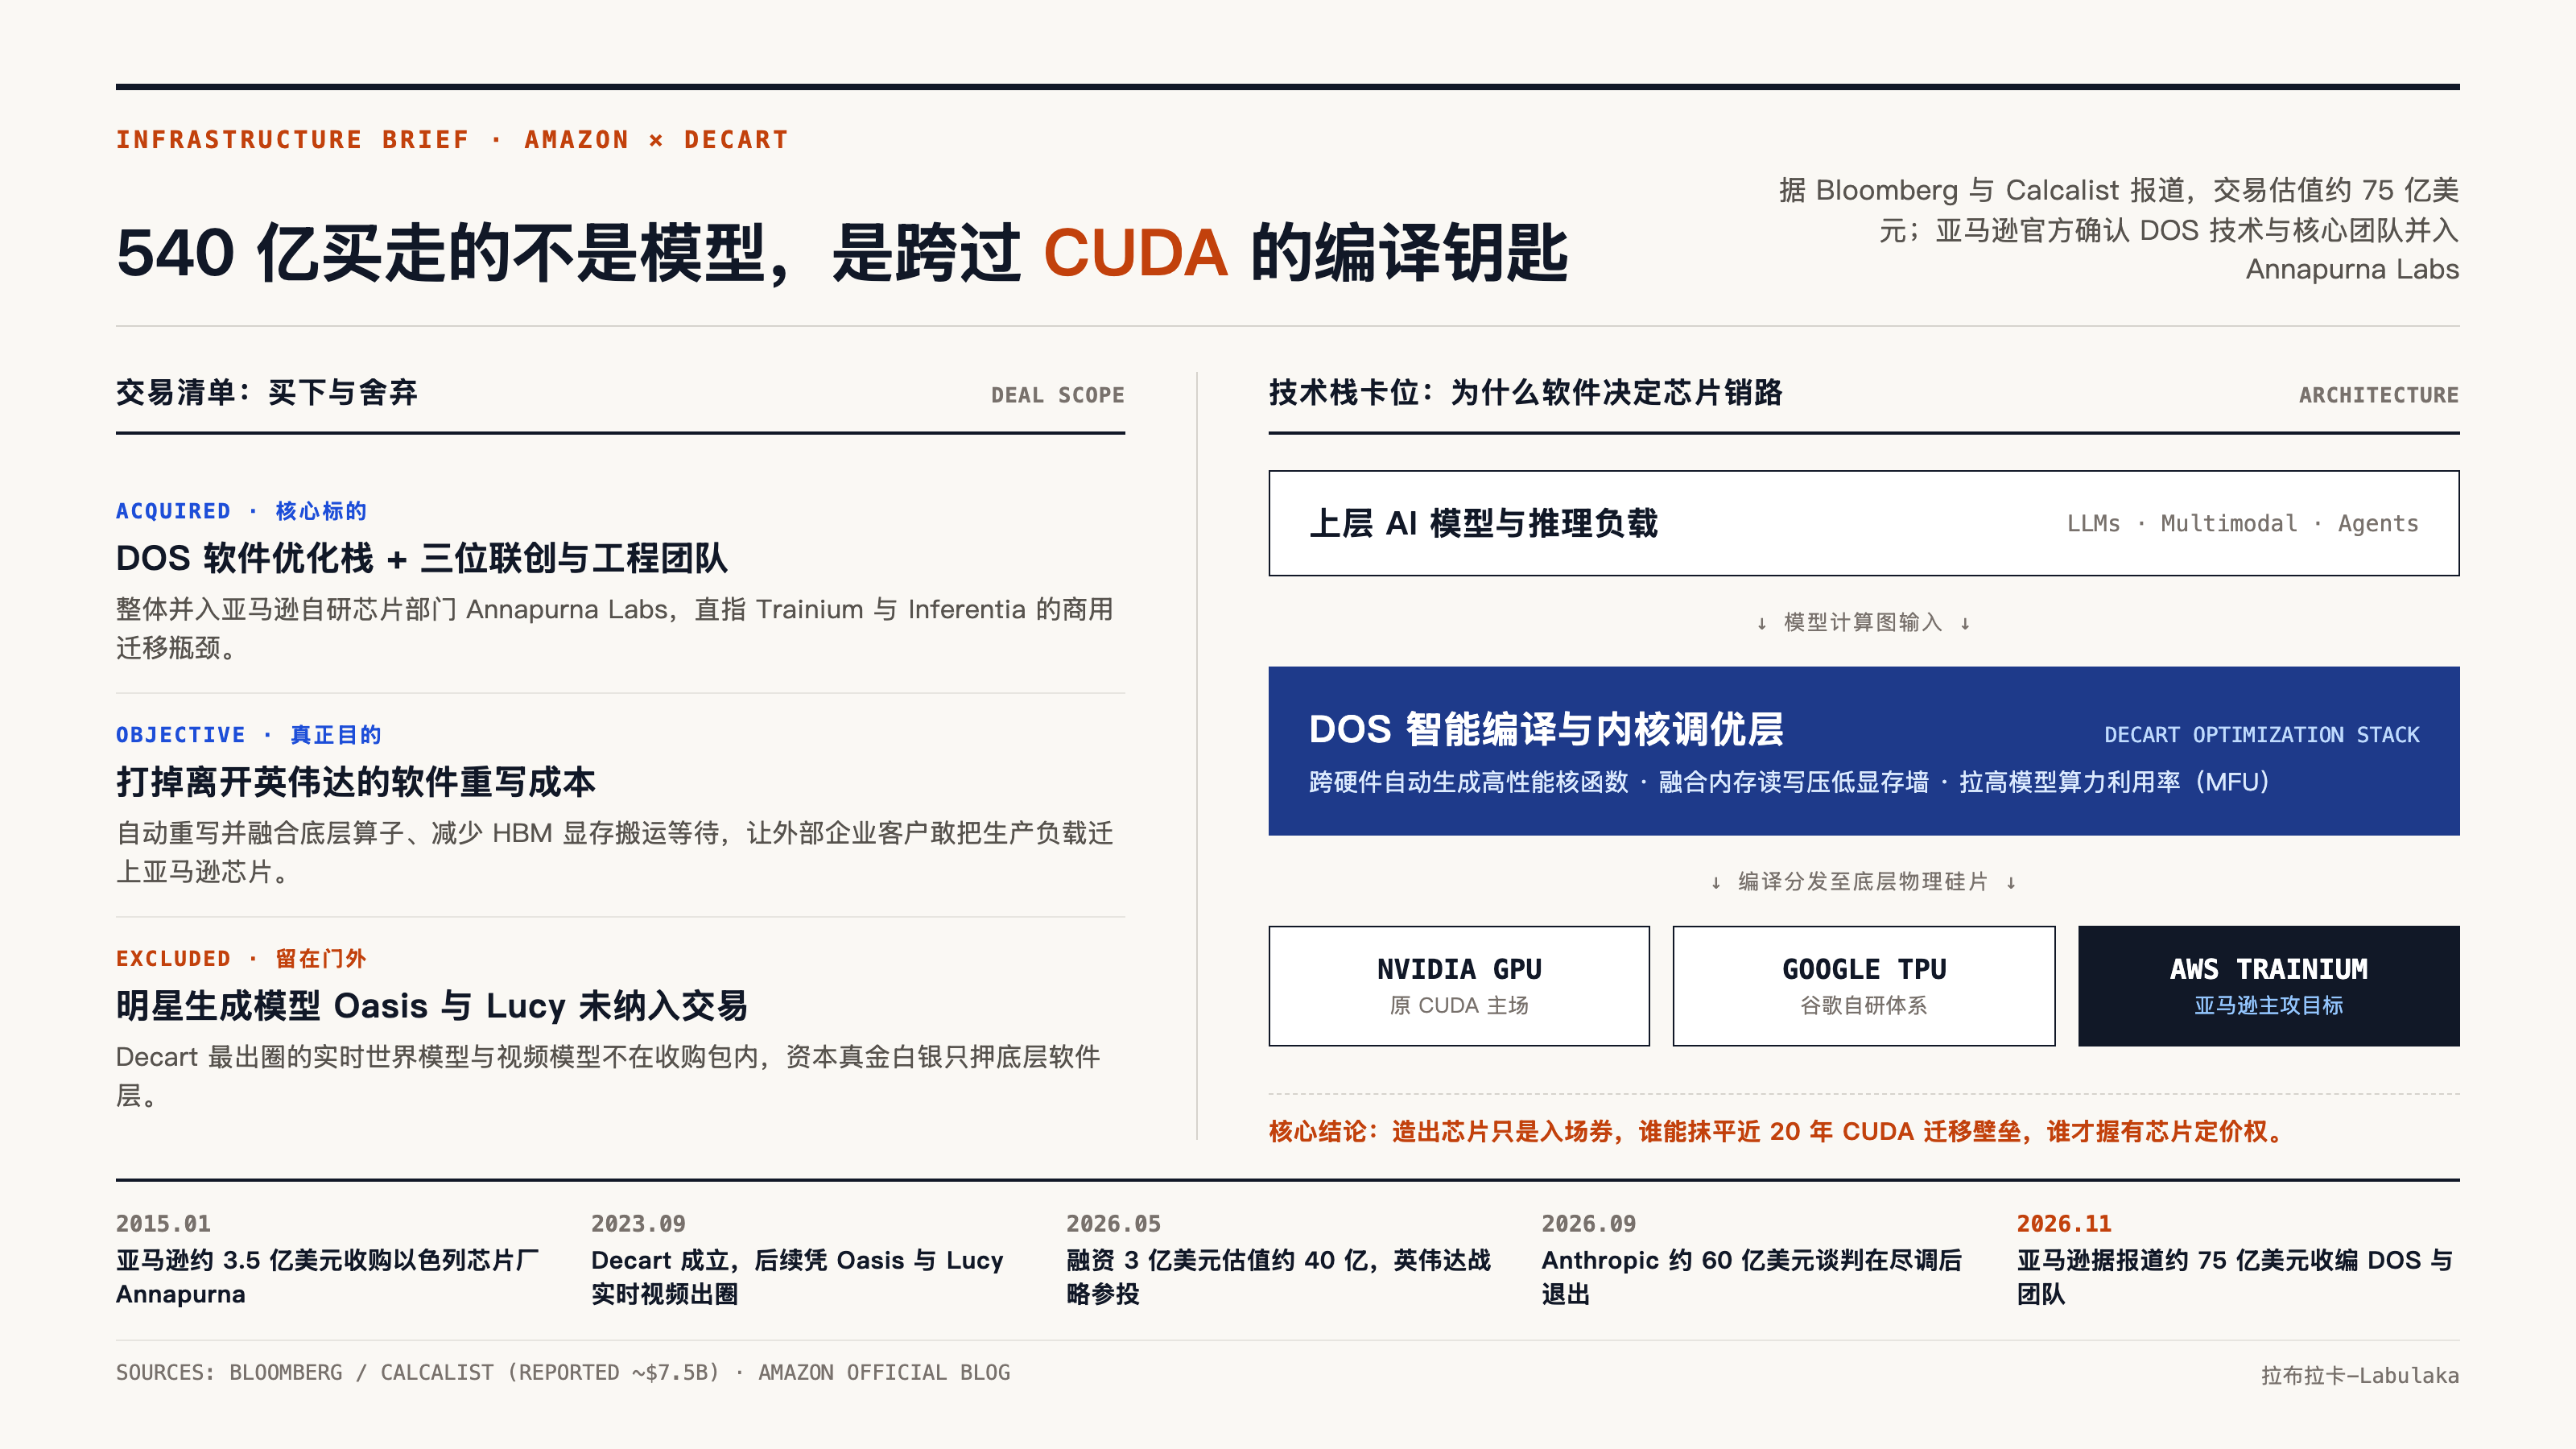 INFRASTRUCTURE BRIEF · AMAZON × DECART
540 亿买走的不是模型，是跨过 CUDA 的编译钥匙
据 Bloomberg 与 Calcalist 报道，交易估值约 75 亿美
元；亚马逊官方确认 DOS 技术与核心团队并入
Annapurna Labs
交易清单：买下与舍弃
DEAL SCOPE
ACQUIRED · 核心标的
DOS 软件优化栈 + 三位联创与工程团队
整体并入亚马逊自研芯片部门 Annapurna Labs，直指 Trainium 与 Inferentia 的商用
迁移瓶颈。
OBJECTIVE · 真正目的
打掉离开英伟达的软件重写成本
自动重写并融合底层算子、减少 HBM 显存搬运等待，让外部企业客户敢把生产负载迁
上亚马逊芯片。
EXCLUDED · 留在门外
明星生成模型 Oasis 与 Lucy 未纳入交易
Decart 最出圈的实时世界模型与视频模型不在收购包内，资本真金白银只押底层软件
层。
技术栈卡位：为什么软件决定芯片销路
ARCHITECTURE
上层 AI 模型与推理负载
LLMs · Multimodal · Agents
↓ 模型计算图输入 ↓
DOS 智能编译与内核调优层
DECART OPTIMIZATION STACK
跨硬件自动生成高性能核函数 · 融合内存读写压低显存墙 · 拉高模型算力利用率（MFU）
↓ 编译分发至底层物理硅片 ↓
NVIDIA GPU
原 CUDA 主场
GOOGLE TPU
谷歌自研体系
AWS TRAINIUM
亚马逊主攻目标
核心结论：造出芯片只是入场券，谁能抹平近 20 年 CUDA 迁移壁垒，谁才握有芯片定价权。
2015.01
亚马逊约 3.5 亿美元收购以色列芯片厂
Annapurna
2023.09
Decart 成立，后续凭 Oasis 与 Lucy
实时视频出圈
2026.05
融资 3 亿美元估值约 40 亿，英伟达战
略参投
2026.09
Anthropic 约 60 亿美元谈判在尽调后
退出
2026.11
亚马逊据报道约 75 亿美元收编 DOS 与
团队
SOURCES: BLOOMBERG / CALCALIST (REPORTED ~$7.5B) · AMAZON OFFICIAL BLOG
拉布拉卡-Labulaka